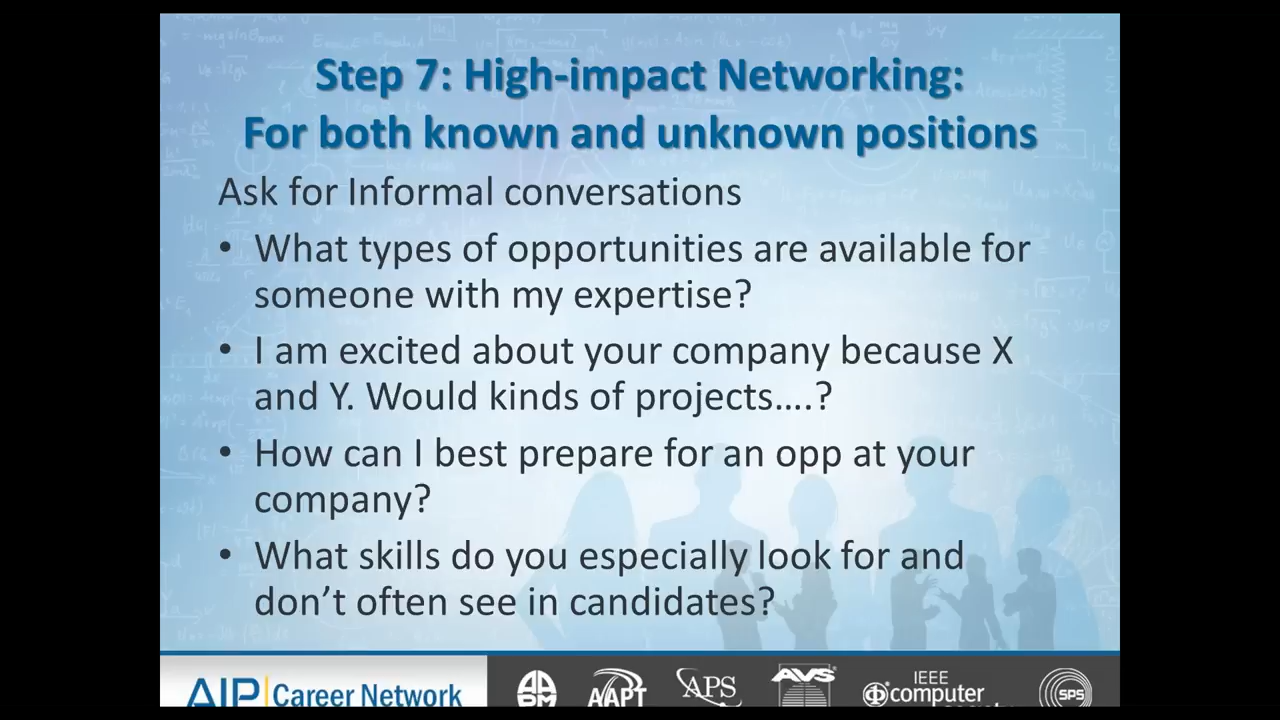 Step 7: High-impact Networking:
For both known and unknown positions
Ask for Informal conversations
• What types of opportunities are available for
someone with my expertise?
• I am excited about your company because X
and Y. Would kinds of projects....?
• How can I best prepare for an opp at your
company?
• What skills do you especially look for and
don't often see in candidates?
AIP | Career Network
AAPM
AAPT
APS
AVS
IEEE
computer
society
SPS